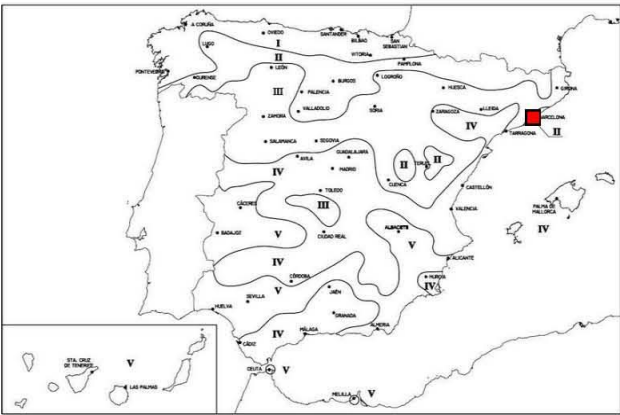 A CORUÑA
OVIEDO
SANTANDER
BILBAO
SAN
SEBASTIAN
LUGO
I
VITORIA
II
PAMPLONA
PONTEVEDRA
OURENSE
LEÓN
BURGOS
LOGROÑO
HUESCA
GIRONA
III
PALENCIA
VALLADOLID
SORIA
ZARAGOZA
LLEIDA
ZAMORA
IV
BARCELONA
TARRAGONA
II
SALAMANCA
SEGOVIA
AVILA
GUADALAJARA
MADRID
IV
II
TERUEL
II
CUENCA
TOLEDO
CASTELLÓN
CÁCERES
III
PALMA DE
MALLORCA
VALENCIA
IV
BADAJOZ
V
CIUDAD REAL
ALBACETE
V
IV
ALICANTE
CÓRDOBA
MURCIA
IV
V
JAÉN
SEVILLA
HUELVA
GRANADA
ALMERIA
IV
MÁLAGA
CÁDIZ
STA. CRUZ
DE TENERIFE
V
LAS PALMAS
CEUTA
V
MELILLA
V